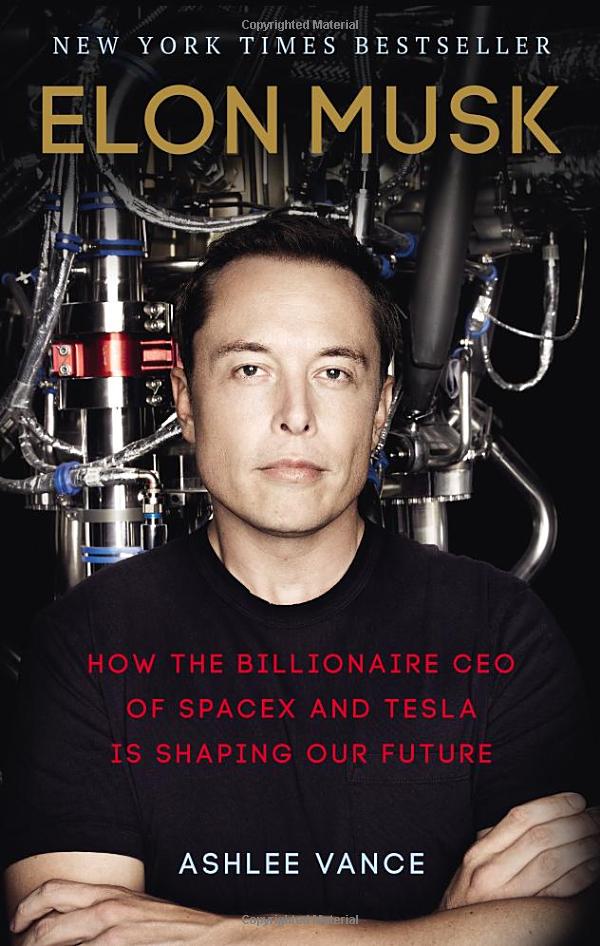 Copyrighted Material
NEW YORK TIMES BESTSELLER
ELON MUSK
HOW THE BILLIONAIRE CEO
OF SPACEX AND TESLA
IS SHAPING OUR FUTURE
ASHLEE VANCE
Copyrighted Material